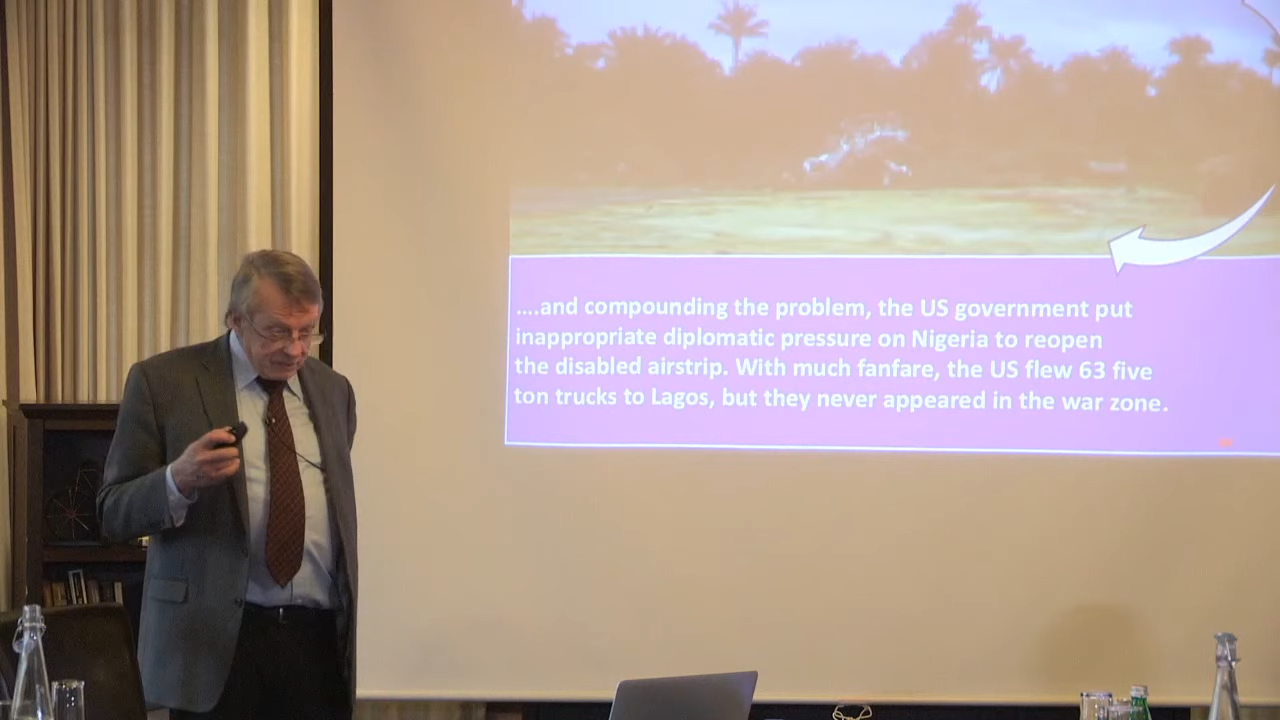 ....and compounding the problem, the US government put
inappropriate diplomatic pressure on Nigeria to reopen
the disabled airstrip. With much fanfare, the US flew 63 five
ton trucks to Lagos, but they never appeared in the war zone.